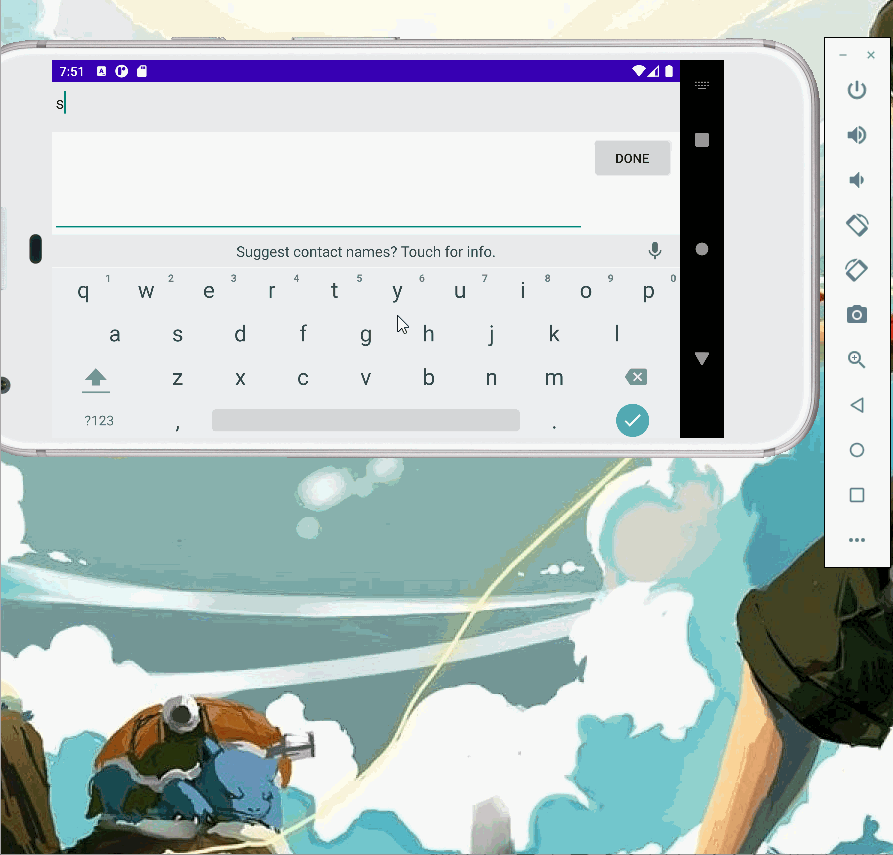 7:51 A
s
DONE
Suggest contact names? Touch for info.
1 2 3 4 5 6 7 8 9 0
q w e r t y u i o p
a s d f g h j k l
z x c v b n m
?123 , .